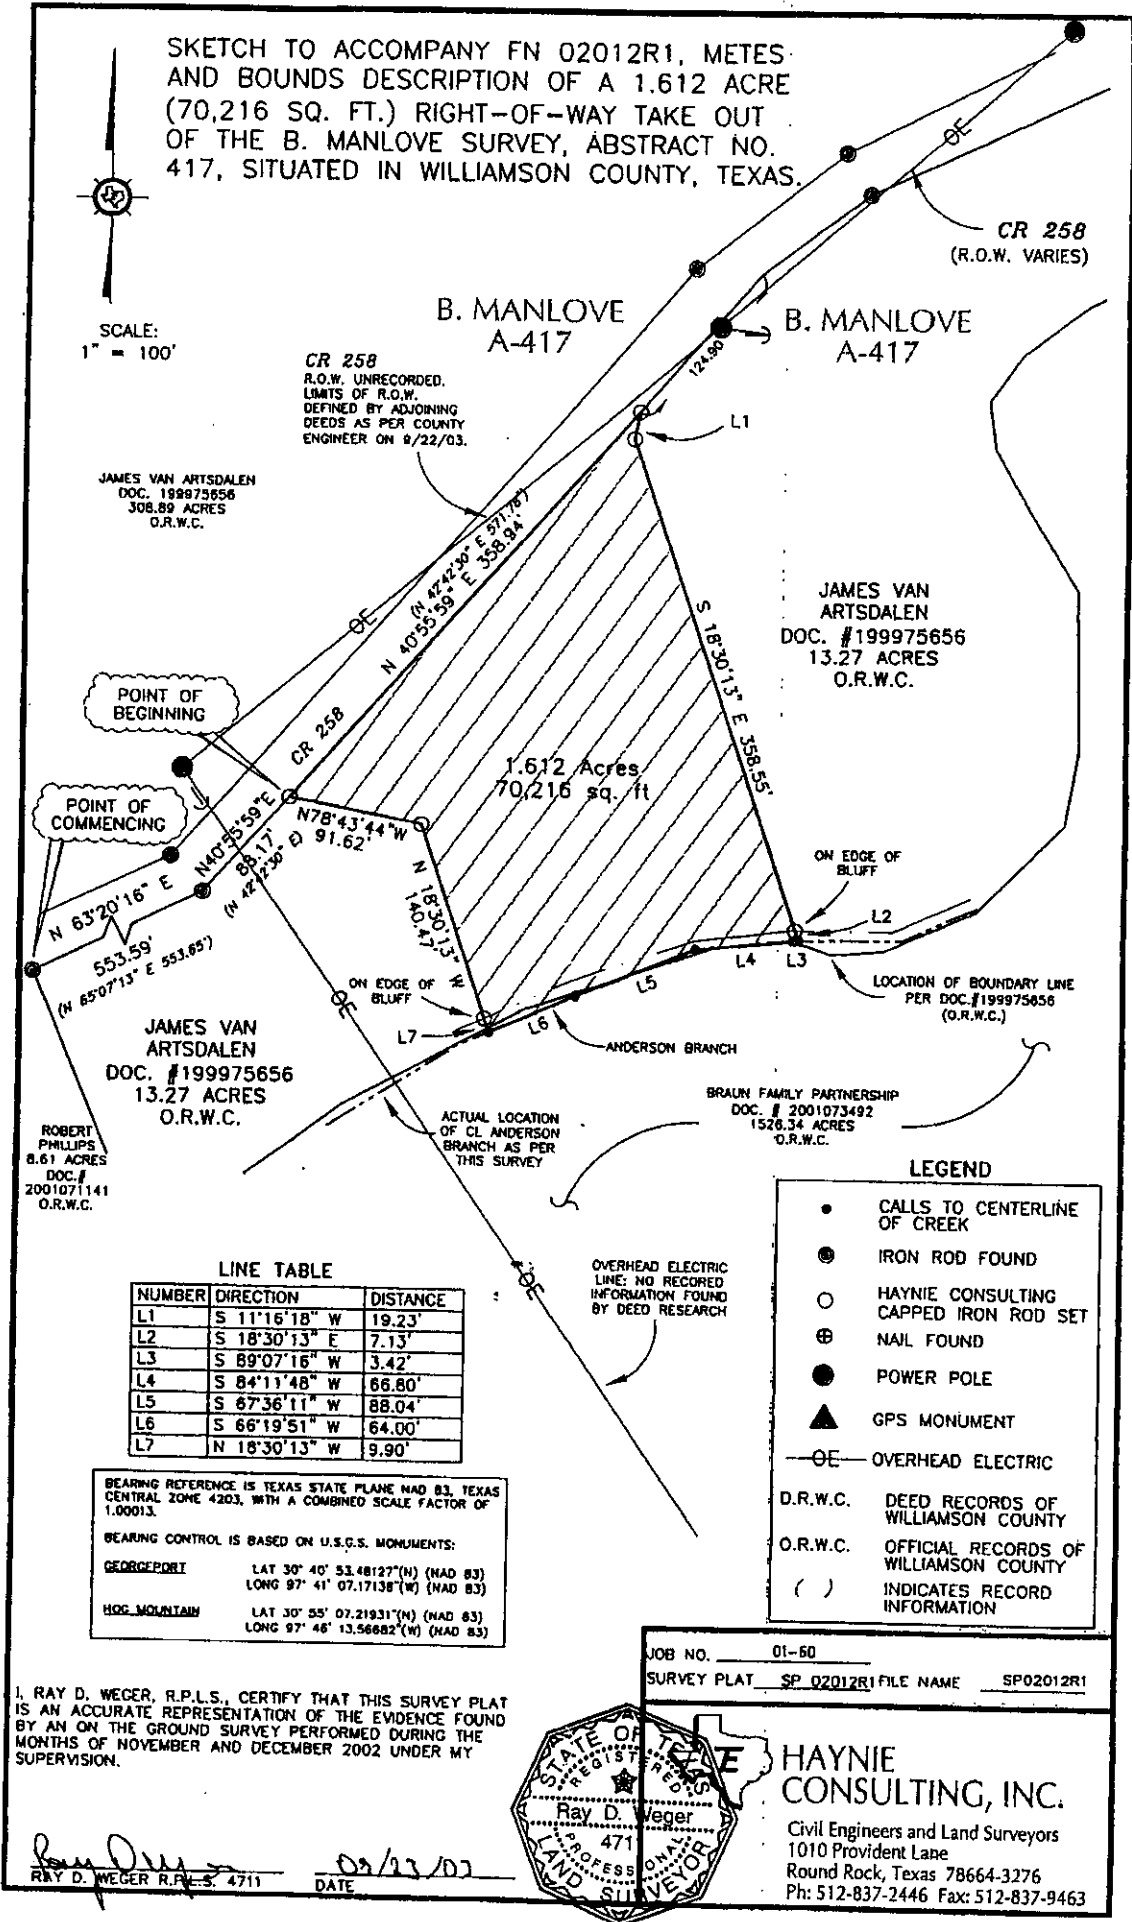 SKETCH TO ACCOMPANY FN 02012R1, METES
AND BOUNDS DESCRIPTION OF A 1.612 ACRE
(70,216 SQ. FT.) RIGHT-OF-WAY TAKE OUT
OF THE B. MANLOVE SURVEY, ABSTRACT NO.
417, SITUATED IN WILLIAMSON COUNTY, TEXAS.
OE
CR 258
(R.O.W. VARIES)
SCALE:
1" = 100'
B. MANLOVE
A-417
B. MANLOVE
A-417
124.90
CR 258
R.O.W. UNRECORDED.
LIMITS OF R.O.W.
DEFINED BY ADJOINING
DEEDS AS PER COUNTY
ENGINEER ON 9/22/03.
L1
JAMES VAN ARTSDALEN
DOC. 199975656
308.89 ACRES
O.R.W.C.
(N 42°42'30" E 571.78')
N 40°55'59" E 358.94'
OE
S 18°30'13" E 358.55'
JAMES VAN
ARTSDALEN
DOC. #199975656
13.27 ACRES
O.R.W.C.
POINT OF
BEGINNING
CR 258
1.612 Acres
70,216 sq. ft
POINT OF
COMMENCING
N40°55'59"E
88.17'
(N 42°42'30" E)
N78°43'44"W
91.62'
N 18°30'13" W
140.47'
ON EDGE OF
BLUFF
L2
N 63°20'16" E
553.59'
(N 65°07'13" E 553.65')
L4
L3
L5
L6
L7
ON EDGE OF
BLUFF
OE
LOCATION OF BOUNDARY LINE
PER DOC.#199975656
(O.R.W.C.)
ANDERSON BRANCH
JAMES VAN
ARTSDALEN
DOC. #199975656
13.27 ACRES
O.R.W.C.
BRAUN FAMILY PARTNERSHIP
DOC. # 2001073492
1526.34 ACRES
O.R.W.C.
ACTUAL LOCATION
OF CL ANDERSON
BRANCH AS PER
THIS SURVEY
ROBERT
PHILLIPS
8.61 ACRES
DOC.#
2001071141
O.R.W.C.
LEGEND
CALLS TO CENTERLINE
OF CREEK
IRON ROD FOUND
HAYNIE CONSULTING
CAPPED IRON ROD SET
NAIL FOUND
POWER POLE
GPS MONUMENT
OE OVERHEAD ELECTRIC
D.R.W.C. DEED RECORDS OF
WILLIAMSON COUNTY
O.R.W.C. OFFICIAL RECORDS OF
WILLIAMSON COUNTY
( ) INDICATES RECORD
INFORMATION
OE
OVERHEAD ELECTRIC
LINE: NO RECORED
INFORMATION FOUND
BY DEED RESEARCH
LINE TABLE
NUMBER DIRECTION DISTANCE
L1 S 11°16'18" W 19.23'
L2 S 18°30'13" E 7.13'
L3 S 89°07'16" W 3.42'
L4 S 84°11'48" W 66.80'
L5 S 67°36'11" W 88.04'
L6 S 66°19'51" W 64.00'
L7 N 18°30'13" W 9.90'
BEARING REFERENCE IS TEXAS STATE PLANE NAD 83, TEXAS
CENTRAL ZONE 4203, WITH A COMBINED SCALE FACTOR OF
1.00013.
BEARING CONTROL IS BASED ON U.S.G.S. MONUMENTS:
GEORGEPORT LAT 30° 40' 53.48127"(N) (NAD 83)
LONG 97° 41' 07.17138"(W) (NAD 83)
HOG MOUNTAIN LAT 30° 55' 07.21931"(N) (NAD 83)
LONG 97° 46' 13.56682"(W) (NAD 83)
JOB NO. 01-60
SURVEY PLAT SP 02012R1 FILE NAME SP02012R1
I, RAY D. WEGER, R.P.L.S., CERTIFY THAT THIS SURVEY PLAT
IS AN ACCURATE REPRESENTATION OF THE EVIDENCE FOUND
BY AN ON THE GROUND SURVEY PERFORMED DURING THE
MONTHS OF NOVEMBER AND DECEMBER 2002 UNDER MY
SUPERVISION.
09/23/03
RAY D. WEGER R.P.L.S. 4711 DATE
STATE OF TEXAS
REGISTERED
Ray D. Weger
4711
PROFESSIONAL
LAND SURVEYOR
HAYNIE
CONSULTING, INC.
Civil Engineers and Land Surveyors
1010 Provident Lane
Round Rock, Texas 78664-3276
Ph: 512-837-2446 Fax: 512-837-9463